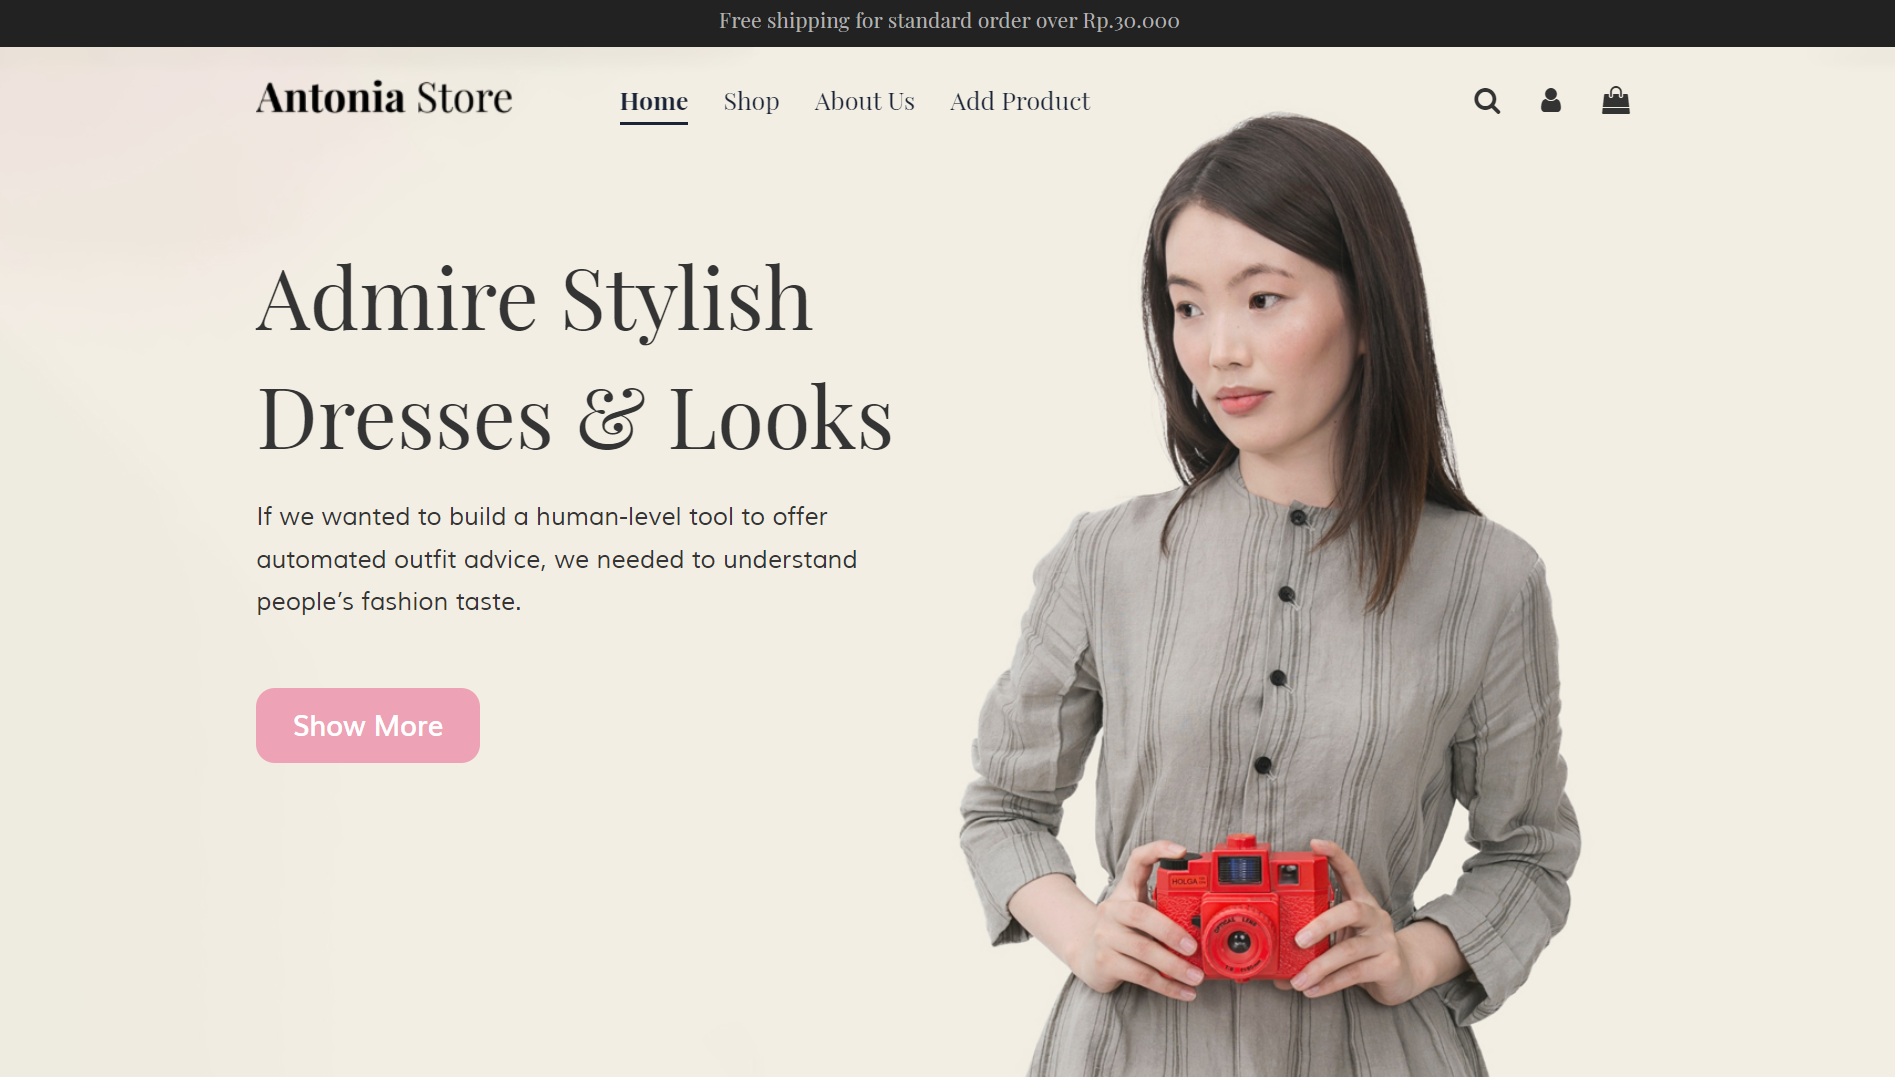 Free shipping for standard order over Rp.30.000
Antonia Store
Home
Shop
About Us
Add Product
Admire Stylish
Dresses & Looks
If we wanted to build a human-level tool to offer
automated outfit advice, we needed to understand
people’s fashion taste.
Show More
HOLGA
OPTICAL LENS